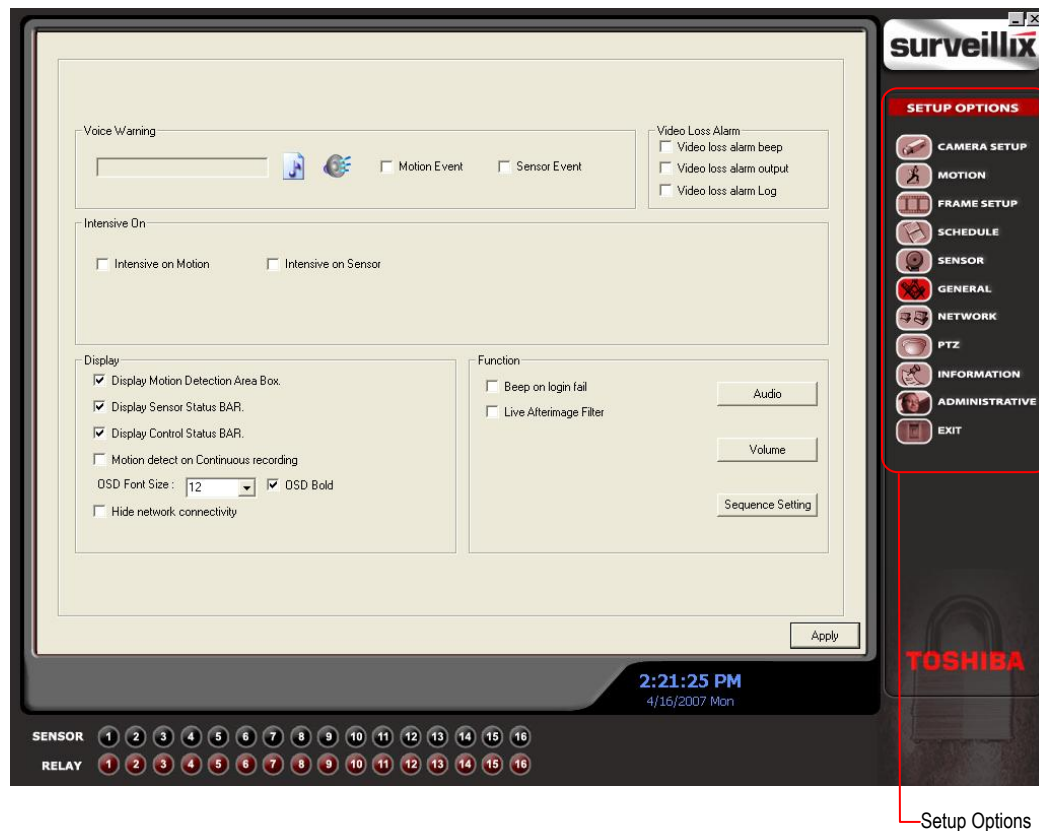 surveillix
SETUP OPTIONS
CAMERA SETUP
MOTION
FRAME SETUP
SCHEDULE
SENSOR
GENERAL
NETWORK
PTZ
INFORMATION
ADMINISTRATIVE
EXIT
Voice Warning
Motion Event
Sensor Event
Video Loss Alarm
Video loss alarm beep
Video loss alarm output
Video loss alarm Log
Intensive On
Intensive on Motion
Intensive on Sensor
Display
Display Motion Detection Area Box.
Display Sensor Status BAR.
Display Control Status BAR.
Motion detect on Continuous recording
OSD Font Size : 12 OSD Bold
Hide network connectivity
Function
Beep on login fail
Live Afterimage Filter
Audio
Volume
Sequence Setting
Apply
TOSHIBA
2:21:25 PM
4/16/2007 Mon
SENSOR 1 2 3 4 5 6 7 8 9 10 11 12 13 14 15 16
RELAY 1 2 3 4 5 6 7 8 9 10 11 12 13 14 15 16
Setup Options